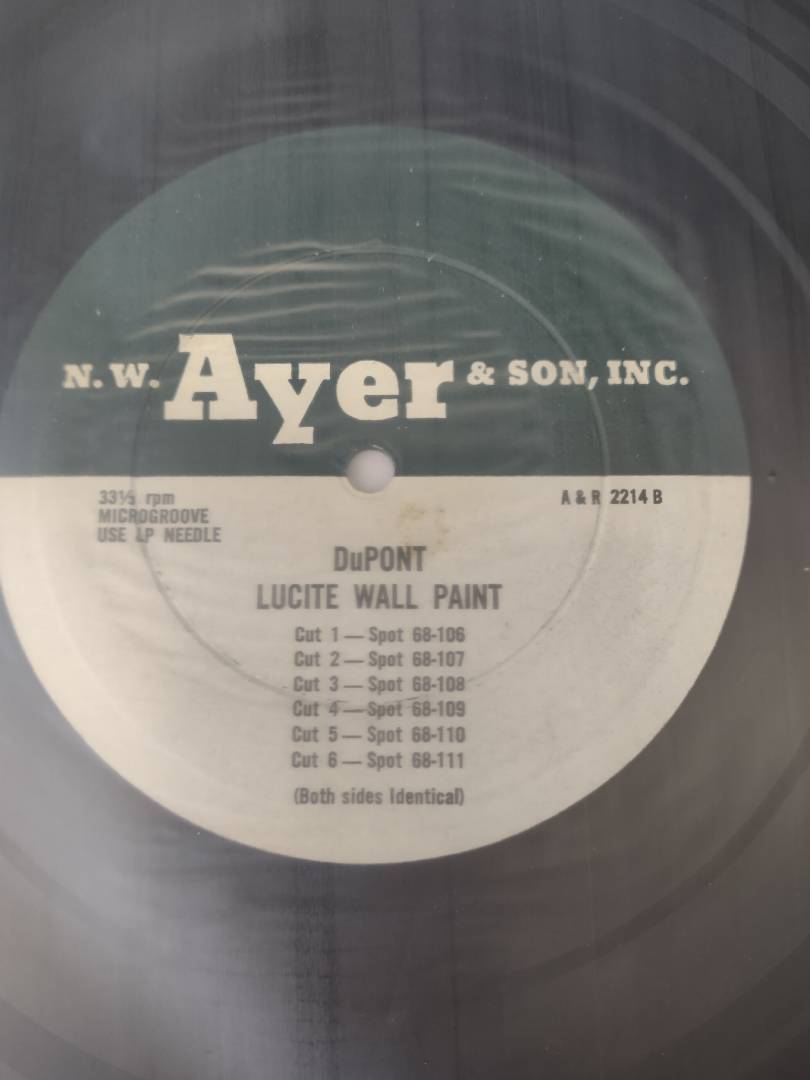 N. W. Ayer & SON, INC.
33⅓ rpm
MICROGROOVE
USE LP NEEDLE
A & R 2214 B
DuPONT
LUCITE WALL PAINT
Cut 1 — Spot 68-106
Cut 2 — Spot 68-107
Cut 3 — Spot 68-108
Cut 4 — Spot 68-109
Cut 5 — Spot 68-110
Cut 6 — Spot 68-111
(Both sides Identical)